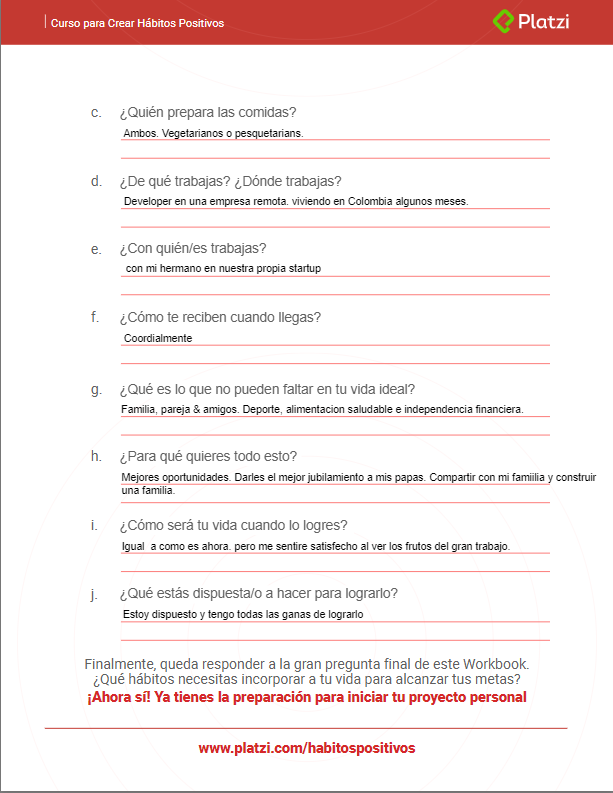 Curso para Crear Hábitos Positivos
Platzi
c. ¿Quién prepara las comidas?
Ambos. Vegetarianos o pesquetarians.
d. ¿De qué trabajas? ¿Dónde trabajas?
Developer en una empresa remota. viviendo en Colombia algunos meses.
e. ¿Con quién/es trabajas?
con mi hermano en nuestra propia startup
f. ¿Cómo te reciben cuando llegas?
Coordialmente
g. ¿Qué es lo que no pueden faltar en tu vida ideal?
Familia, pareja & amigos. Deporte, alimentacion saludable e independencia financiera.
h. ¿Para qué quieres todo esto?
Mejores oportunidades. Darles el mejor jubilamiento a mis papas. Compartir con mi familia y construir
una familia.
i. ¿Cómo será tu vida cuando lo logres?
Igual a como es ahora. pero me sentire satisfecho al ver los frutos del gran trabajo.
j. ¿Qué estás dispuesta/o a hacer para lograrlo?
Estoy dispuesto y tengo todas las ganas de lograrlo
Finalmente, queda responder a la gran pregunta final de este Workbook.
¿Qué hábitos necesitas incorporar a tu vida para alcanzar tus metas?
¡Ahora sí! Ya tienes la preparación para iniciar tu proyecto personal
www.platzi.com/habitospositivos